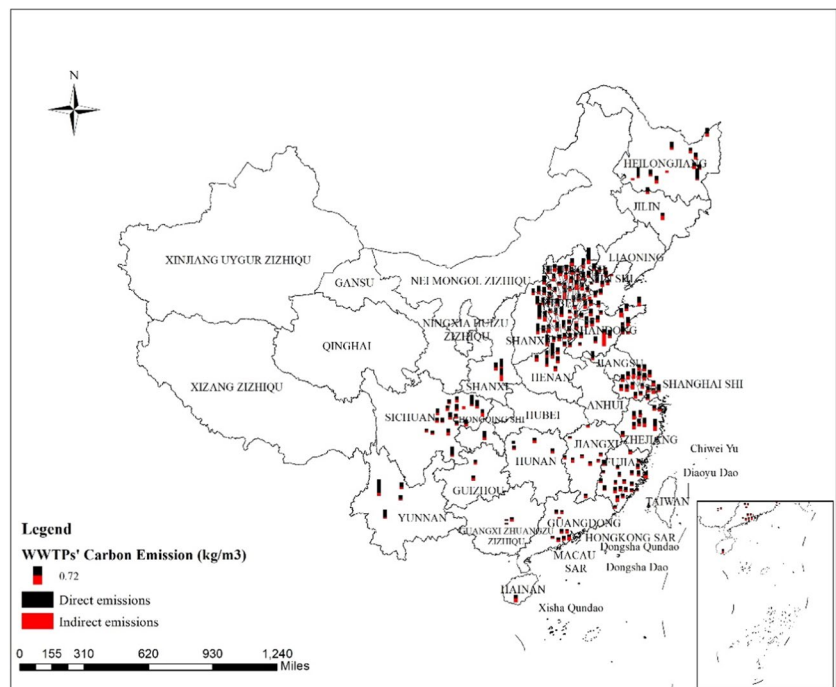 N
HEILONGJIANG
JILIN
LIAONING
XINJIANG UYGUR ZIZHIQU
GANSU
NEI MONGOL ZIZHIQU
SHI
NINGXIA HUIZU
ZIZHIQU
QINGHAI
SHANXI
SHANDONG
XIZANG ZIZHIQU
SHANXI
HENAN
JIANGSU
SHANGHAI SHI
ANHUI
SICHUAN
CHONGQING SHI
HUBEI
ZHEJIANG
JIANGXI
HUNAN
FUJIAN
Chiwei Yu
Diaoyu Dao
GUIZHOU
TAIWAN
YUNNAN
GUANGXI ZHUANGZU
ZIZHIQU
GUANGDONG
HONGKONG SAR
Dongsha Qundao
MACAU
SAR
Dongsha Dao
HAINAN
Xisha Qundao
Legend
WWTPs' Carbon Emission (kg/m3)
0.72
Direct emissions
Indirect emissions
0 155 310 620 930 1,240
Miles